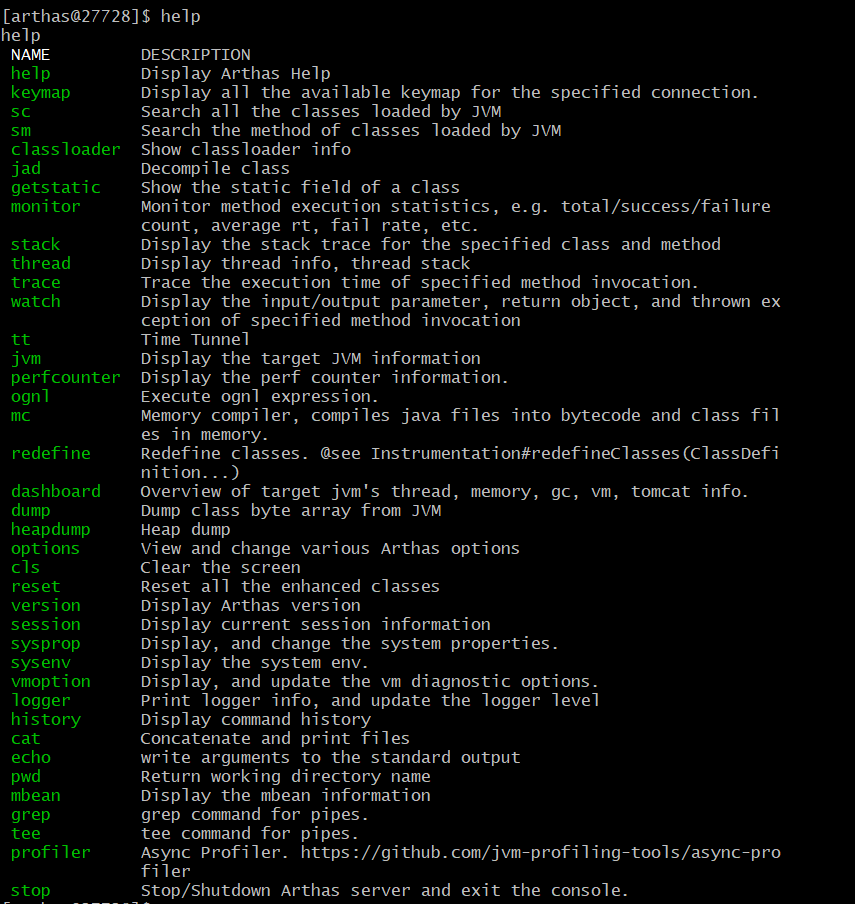 [arthas@27728]$ help
help
NAME DESCRIPTION
help Display Arthas Help
keymap Display all the available keymap for the specified connection.
sc Search all the classes loaded by JVM
sm Search the method of classes loaded by JVM
classloader Show classloader info
jad Decompile class
getstatic Show the static field of a class
monitor Monitor method execution statistics, e.g. total/success/failure
count, average rt, fail rate, etc.
stack Display the stack trace for the specified class and method
thread Display thread info, thread stack
trace Trace the execution time of specified method invocation.
watch Display the input/output parameter, return object, and thrown ex
ception of specified method invocation
tt Time Tunnel
jvm Display the target JVM information
perfcounter Display the perf counter information.
ognl Execute ognl expression.
mc Memory compiler, compiles java files into bytecode and class fil
es in memory.
redefine Redefine classes. @see Instrumentation#redefineClasses(ClassDefi
nition...)
dashboard Overview of target jvm's thread, memory, gc, vm, tomcat info.
dump Dump class byte array from JVM
heapdump Heap dump
options View and change various Arthas options
cls Clear the screen
reset Reset all the enhanced classes
version Display Arthas version
session Display current session information
sysprop Display, and change the system properties.
sysenv Display the system env.
vmoption Display, and update the vm diagnostic options.
logger Print logger info, and update the logger level
history Display command history
cat Concatenate and print files
echo write arguments to the standard output
pwd Return working directory name
mbean Display the mbean information
grep grep command for pipes.
tee tee command for pipes.
profiler Async Profiler. https://github.com/jvm-profiling-tools/async-pro
filer
stop Stop/Shutdown Arthas server and exit the console.